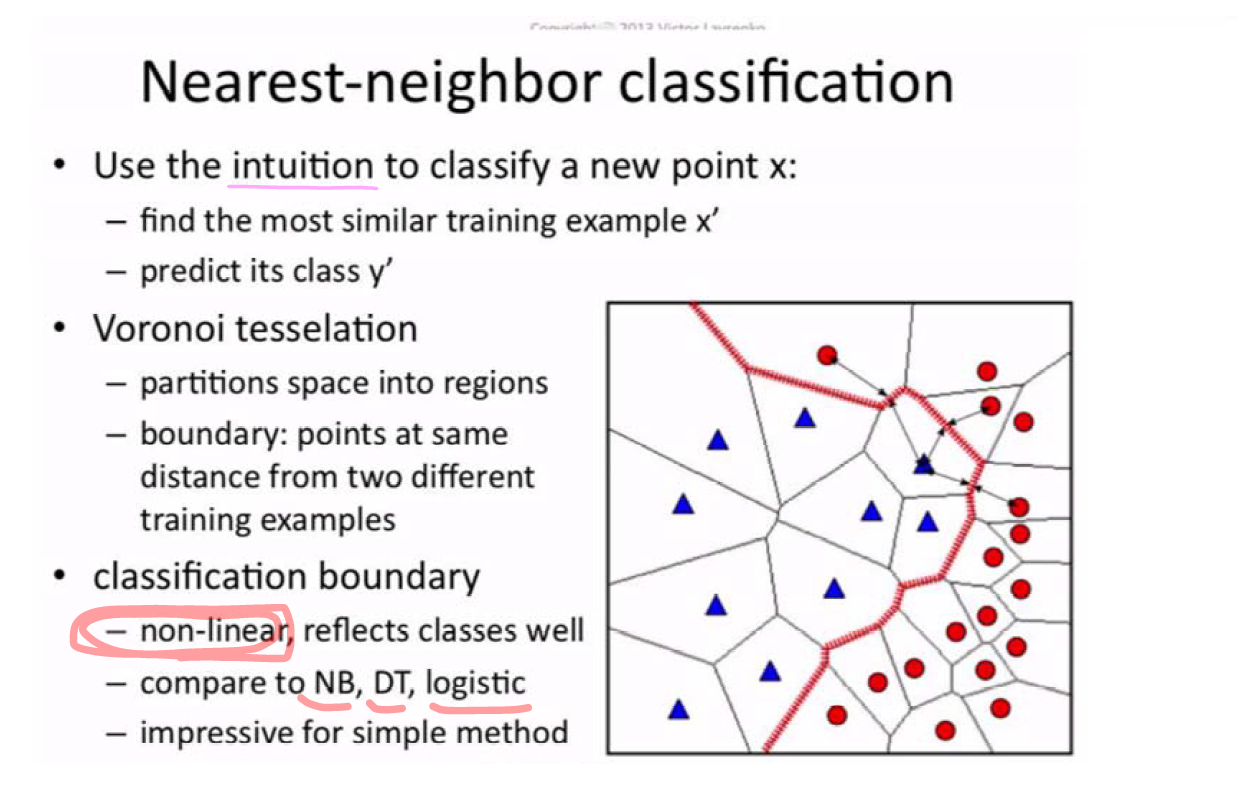 Copyright © 2013 Victor Lavrenko
Nearest-neighbor classification
• Use the intuition to classify a new point x:
– find the most similar training example x’
– predict its class y’
• Voronoi tesselation
– partitions space into regions
– boundary: points at same
distance from two different
training examples
• classification boundary
– non-linear, reflects classes well
– compare to NB, DT, logistic
– impressive for simple method